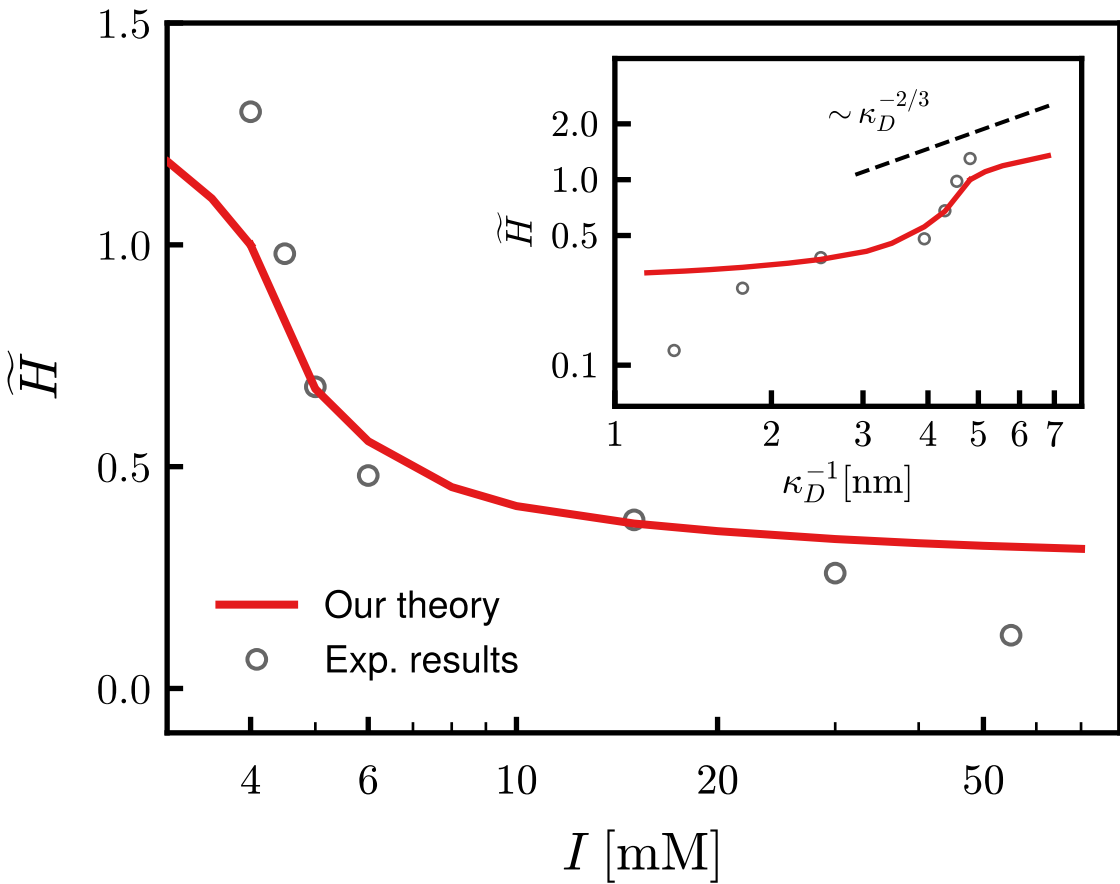 1.5
1.0
0.5
0.0
H̃
4 6 10 20 50
I [mM]
Our theory
Exp. results
∼ κ_D^{-2/3}
2.0
1.0
0.5
0.1
H̃
1 2 3 4 5 6 7
κ_D^{-1}[nm]